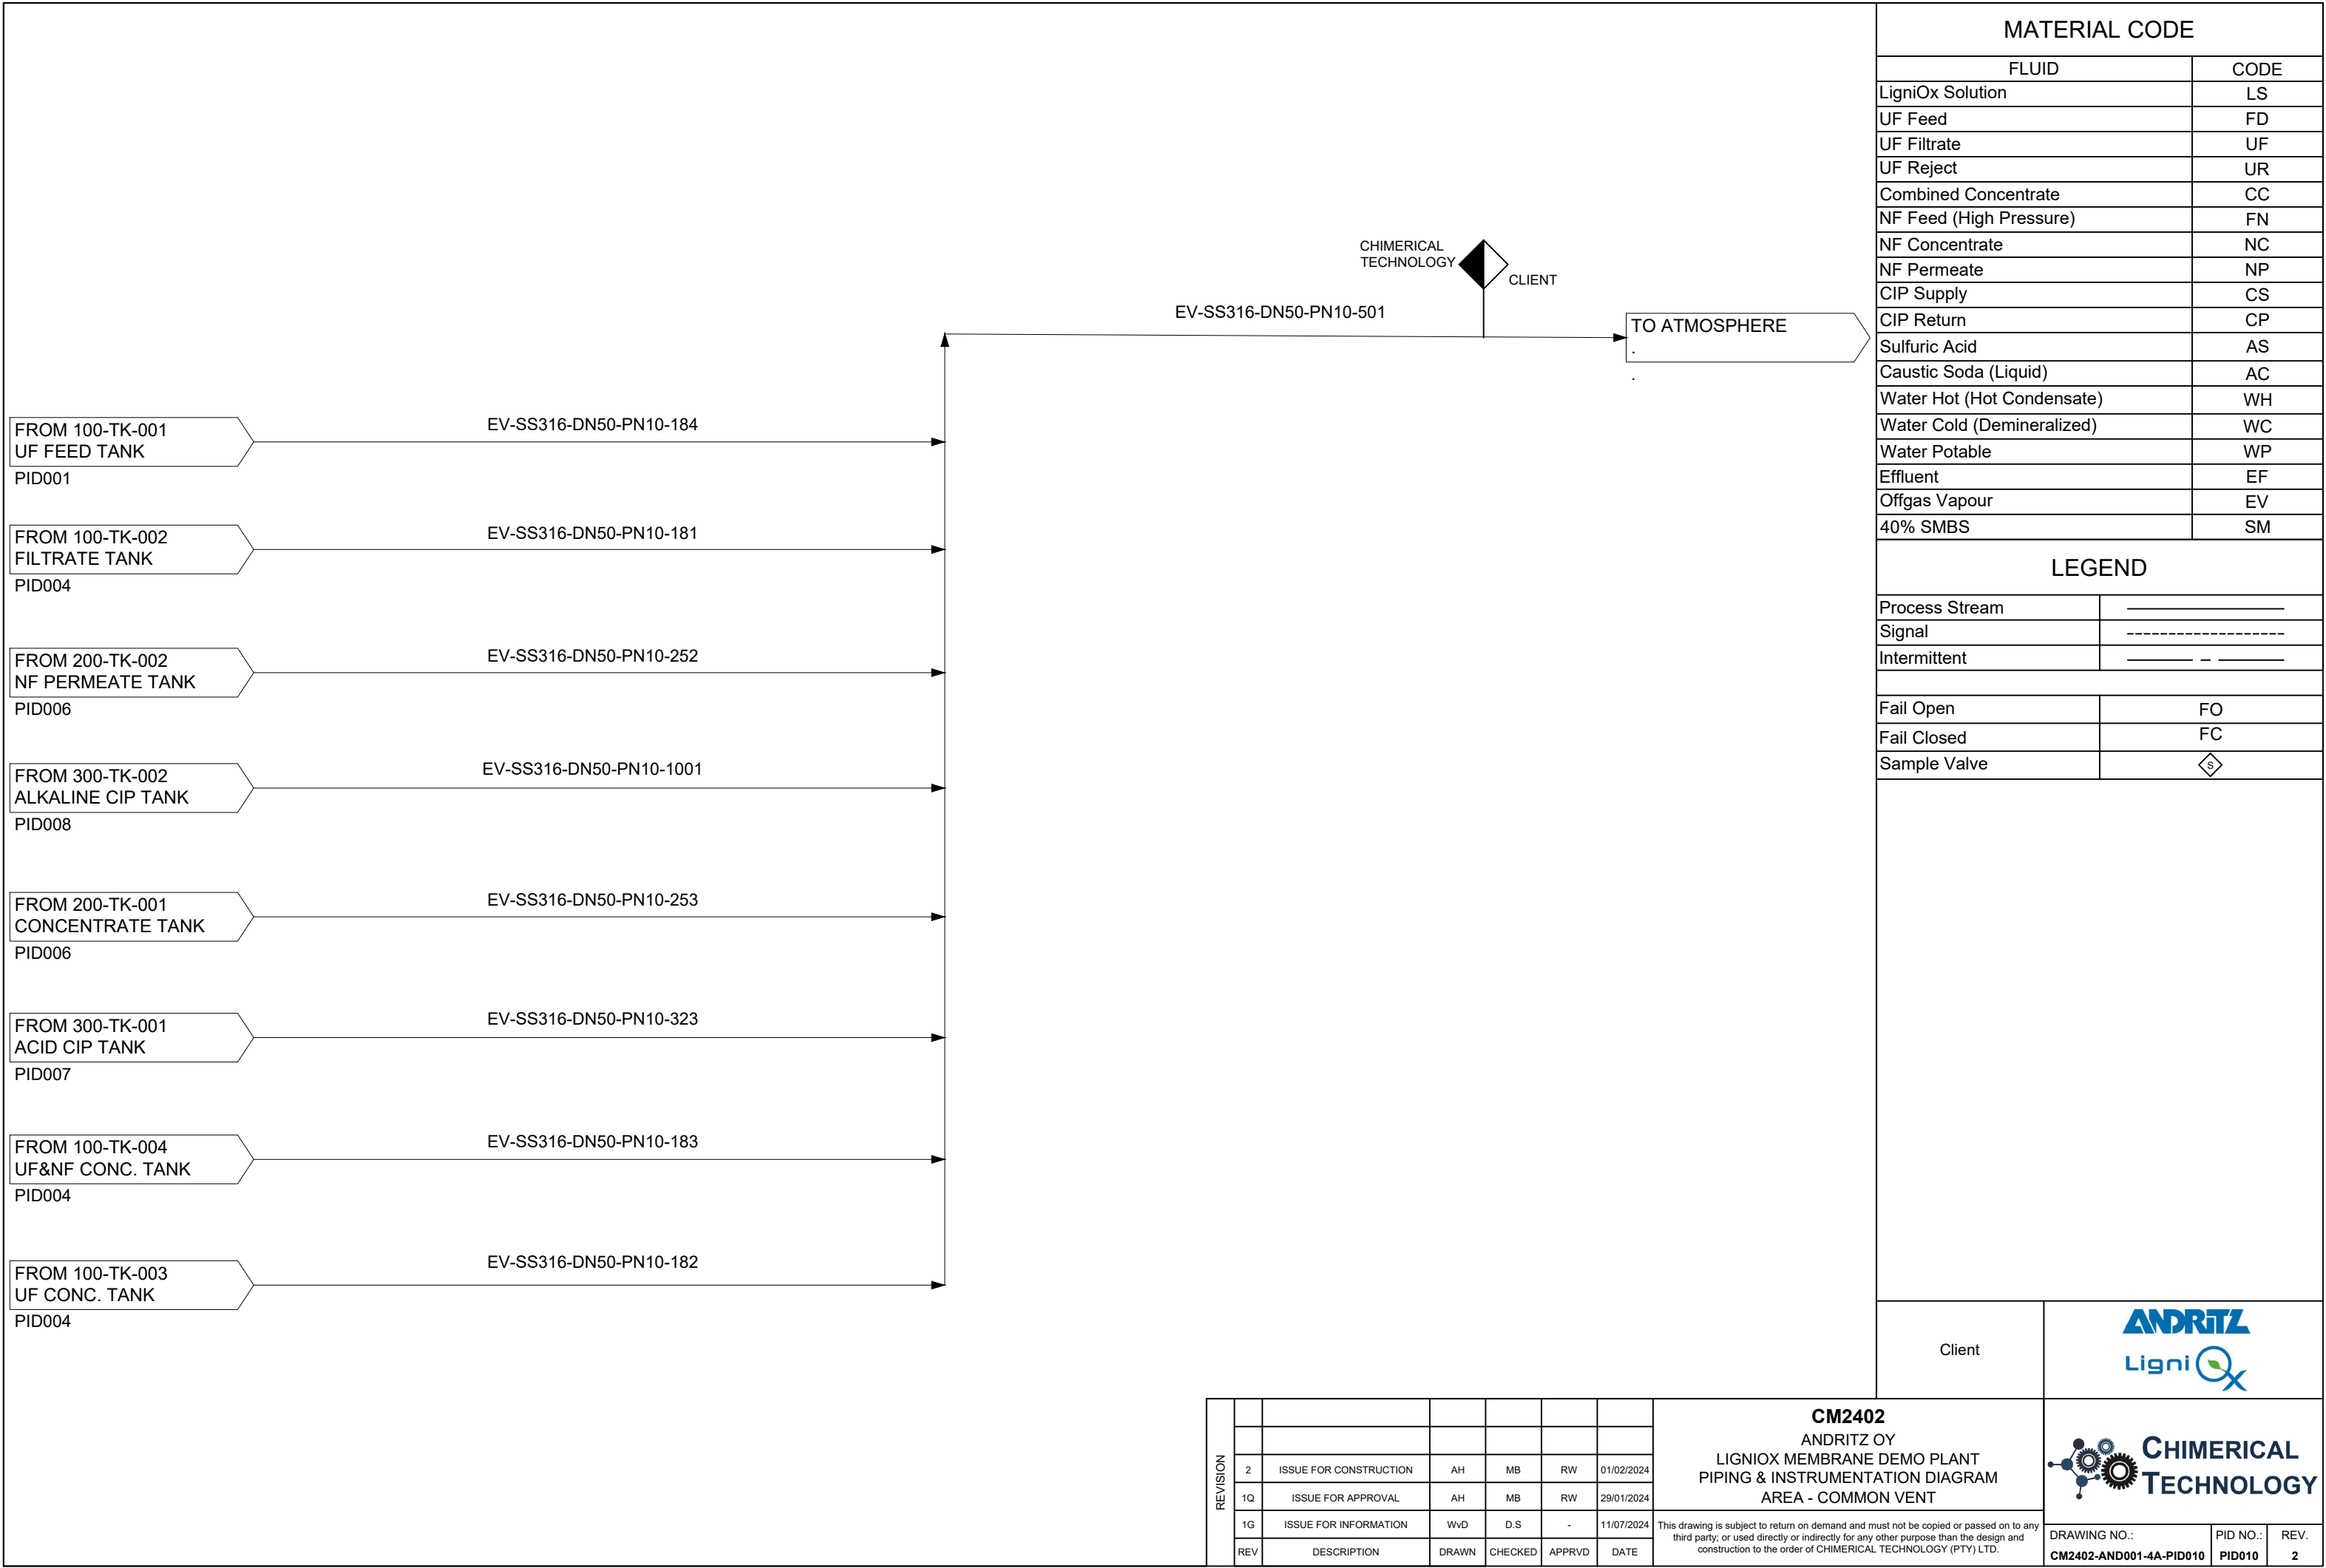 CHIMERICAL
TECHNOLOGY
CLIENT
EV-SS316-DN50-PN10-501
TO ATMOSPHERE
.
.
FROM 100-TK-001
UF FEED TANK
PID001
EV-SS316-DN50-PN10-184
FROM 100-TK-002
FILTRATE TANK
PID004
EV-SS316-DN50-PN10-181
FROM 200-TK-002
NF PERMEATE TANK
PID006
EV-SS316-DN50-PN10-252
FROM 300-TK-002
ALKALINE CIP TANK
PID008
EV-SS316-DN50-PN10-1001
FROM 200-TK-001
CONCENTRATE TANK
PID006
EV-SS316-DN50-PN10-253
FROM 300-TK-001
ACID CIP TANK
PID007
EV-SS316-DN50-PN10-323
FROM 100-TK-004
UF&NF CONC. TANK
PID004
EV-SS316-DN50-PN10-183
FROM 100-TK-003
UF CONC. TANK
PID004
EV-SS316-DN50-PN10-182
MATERIAL CODE
FLUID CODE
LigniOx Solution LS
UF Feed FD
UF Filtrate UF
UF Reject UR
Combined Concentrate CC
NF Feed (High Pressure) FN
NF Concentrate NC
NF Permeate NP
CIP Supply CS
CIP Return CP
Sulfuric Acid AS
Caustic Soda (Liquid) AC
Water Hot (Hot Condensate) WH
Water Cold (Demineralized) WC
Water Potable WP
Effluent EF
Offgas Vapour EV
40% SMBS SM
LEGEND
Process Stream
Signal
Intermittent
Fail Open FO
Fail Closed FC
Sample Valve S
Client
ANDRITZ
LigniOx
REVISION
2 ISSUE FOR CONSTRUCTION AH MB RW 01/02/2024
1Q ISSUE FOR APPROVAL AH MB RW 29/01/2024
1G ISSUE FOR INFORMATION WvD D.S - 11/07/2024
REV DESCRIPTION DRAWN CHECKED APPRVD DATE
CM2402
ANDRITZ OY
LIGNIOX MEMBRANE DEMO PLANT
PIPING & INSTRUMENTATION DIAGRAM
AREA - COMMON VENT
This drawing is subject to return on demand and must not be copied or passed on to any
third party; or used directly or indirectly for any other purpose than the design and
construction to the order of CHIMERICAL TECHNOLOGY (PTY) LTD.
CHIMERICAL
TECHNOLOGY
DRAWING NO.: PID NO.: REV.
CM2402-AND001-4A-PID010 PID010 2